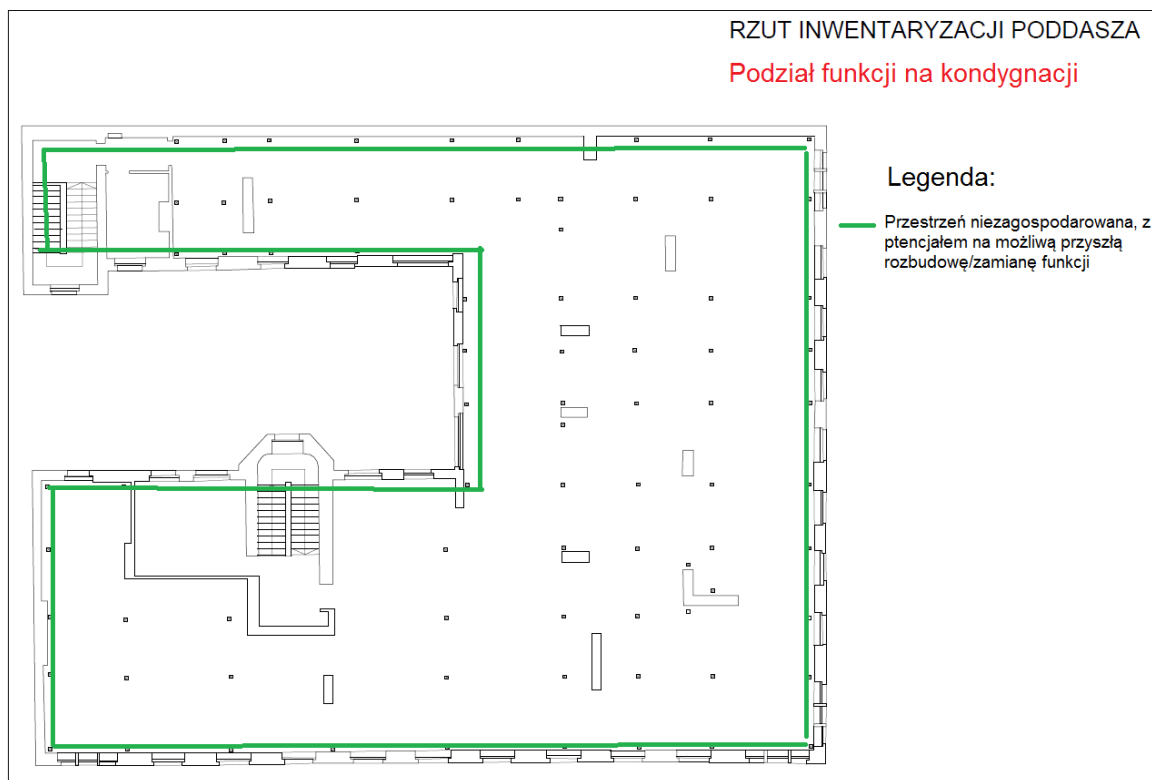 RZUT INWENTARYZACJI PODDASZA
Podział funkcji na kondygnacji
Legenda:
Przestrzeń niezagospodarowana, z
ptencjałem na możliwą przyszłą
rozbudowę/zamianę funkcji